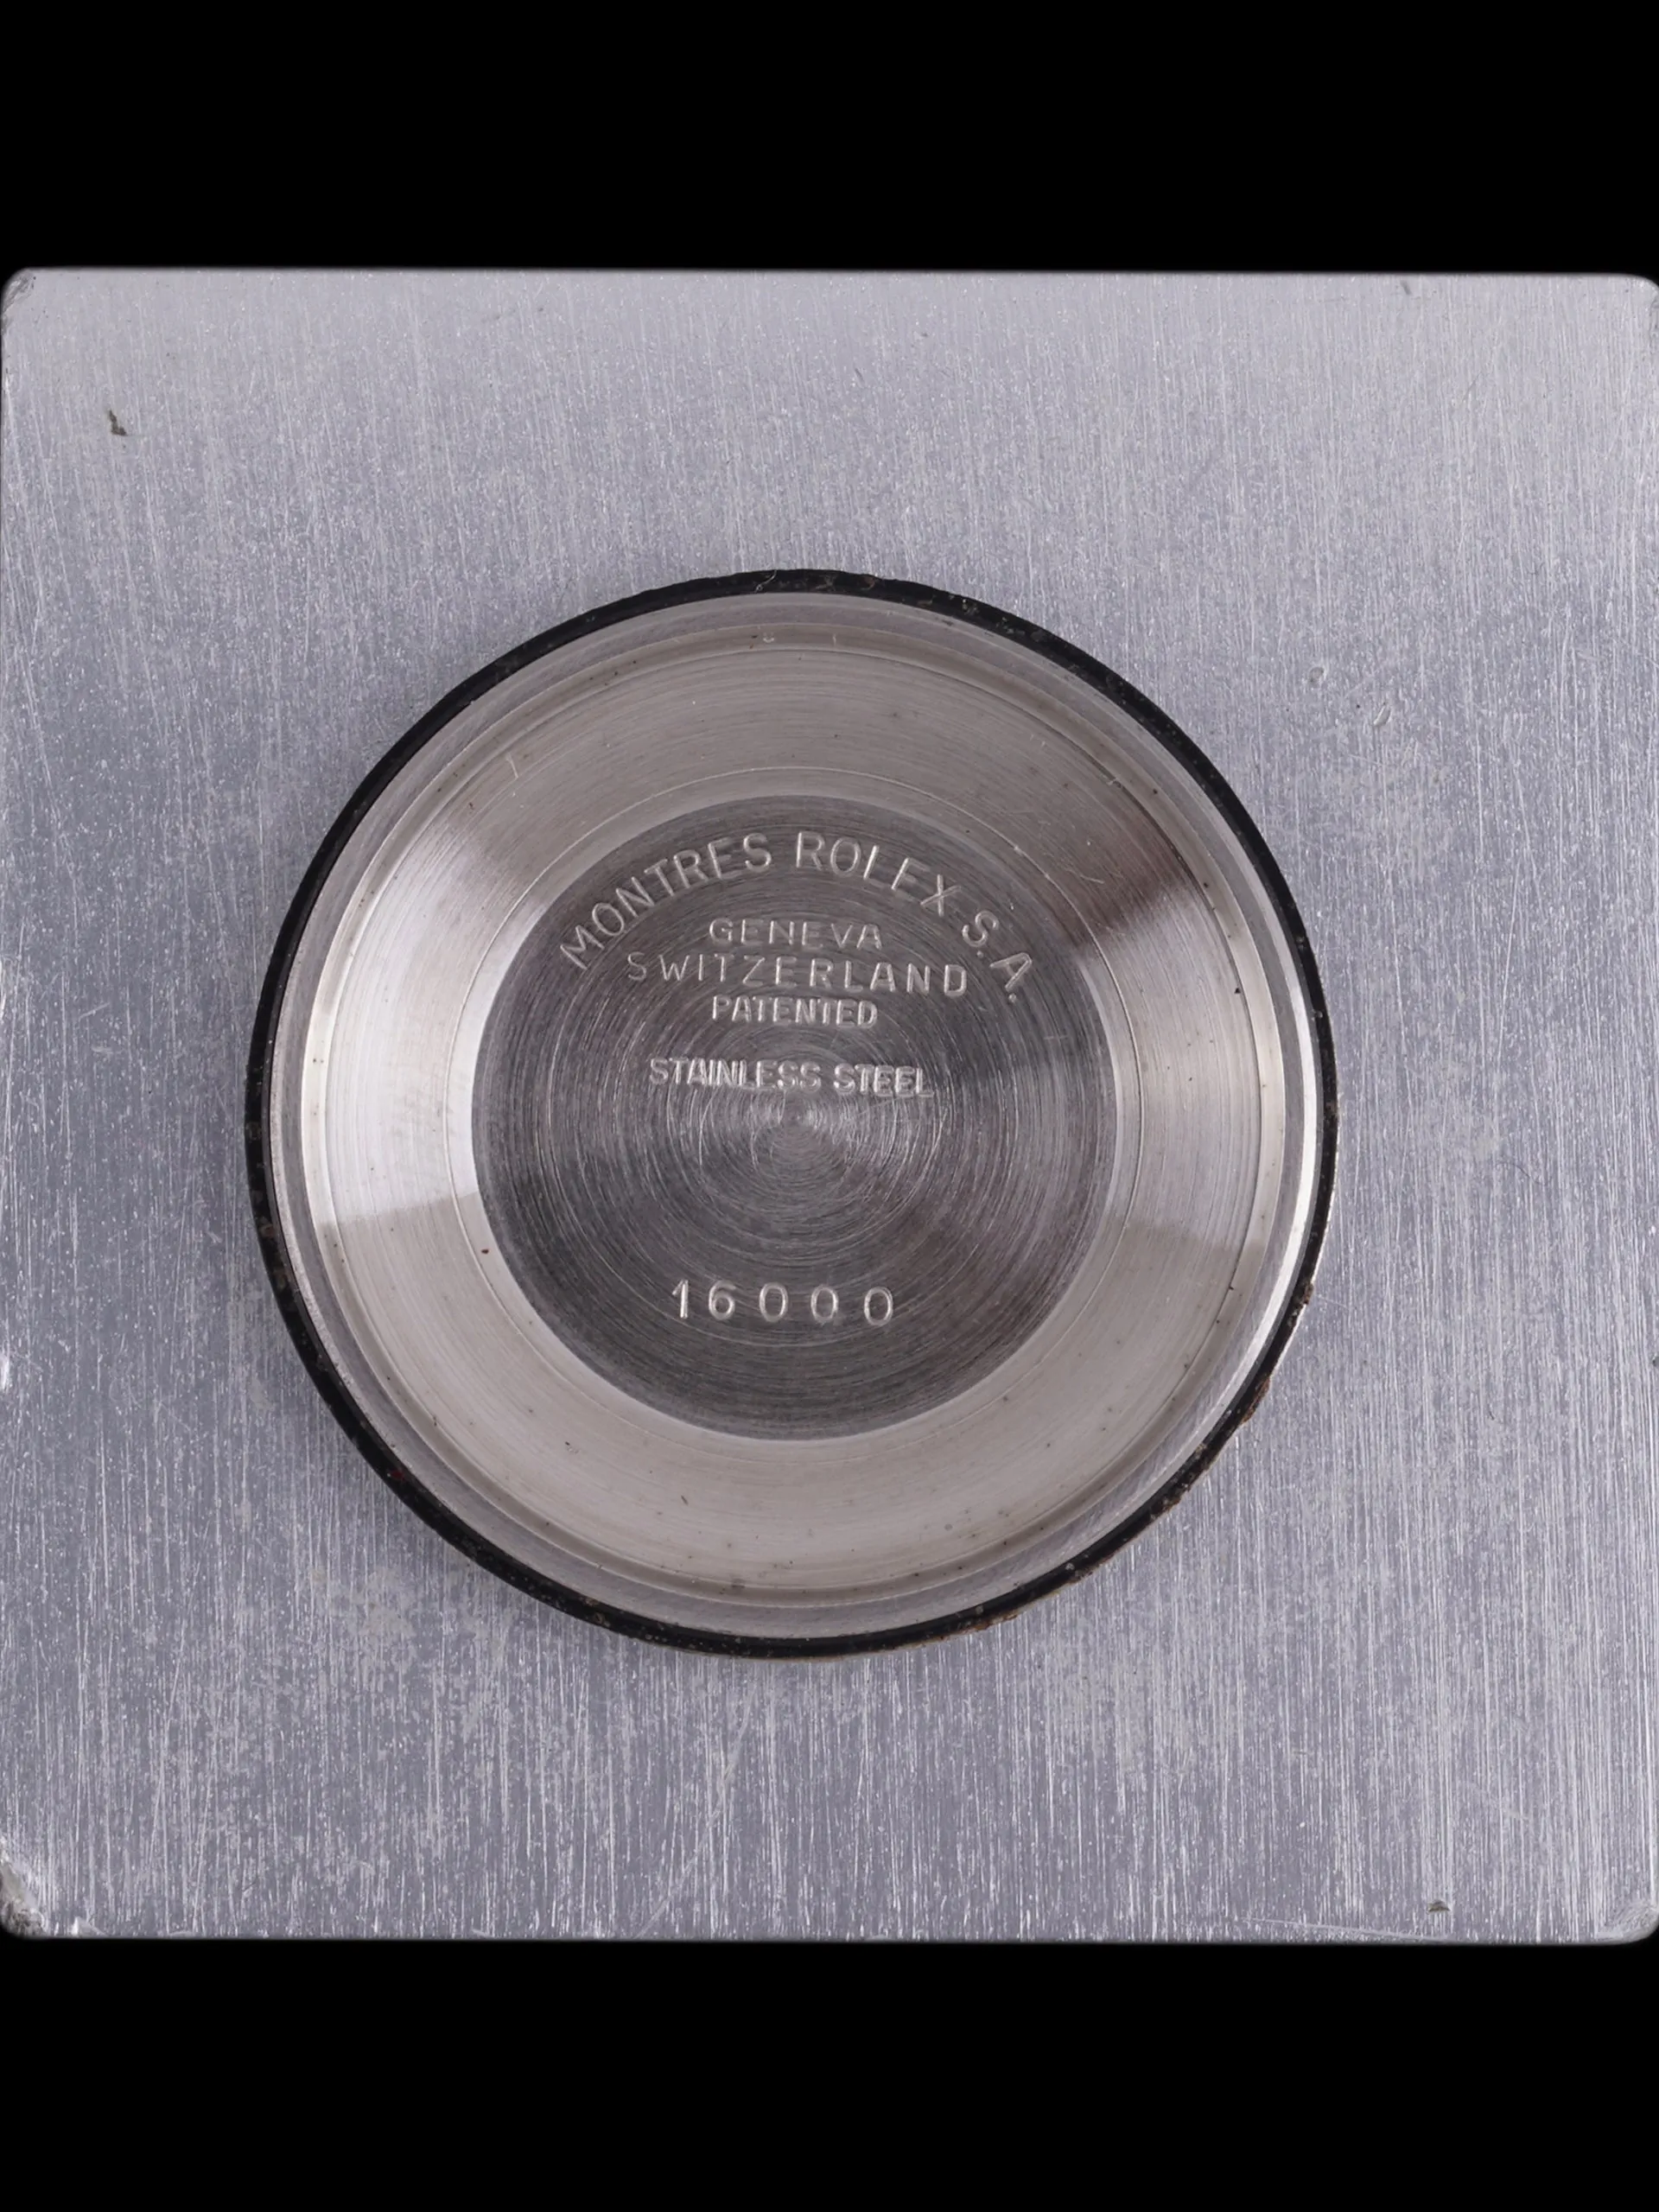 MONTRES ROLEX S.A.
GENEVA
SWITZERLAND
PATENTED
STAINLESS STEEL
16000